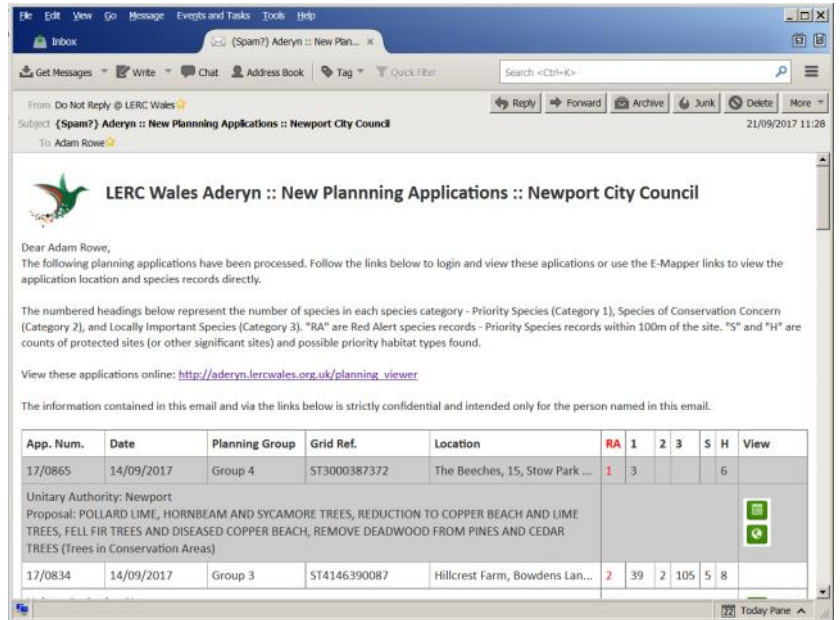 File Edit View Go Message Events and Tasks Tools Help
Inbox
{Spam?} Aderyn :: New Plan... ×
Get Messages Write Chat Address Book Tag Quick Filter Search <Ctrl+K>
From Do Not Reply @ LERC Wales Reply Forward Archive Junk Delete More
Subject {Spam?} Aderyn :: New Plannning Applications :: Newport City Council 21/09/2017 11:28
To Adam Rowe
LERC Wales Aderyn :: New Plannning Applications :: Newport City Council
Dear Adam Rowe,
The following planning applications have been processed. Follow the links below to login and view these aplications or use the E-Mapper links to view the
application location and species records directly.
The numbered headings below represent the number of species in each species category - Priority Species (Category 1), Species of Conservation Concern
(Category 2), and Locally Important Species (Category 3). "RA" are Red Alert species records - Priority Species records within 100m of the site. "S" and "H" are
counts of protected sites (or other significant sites) and possible priority habitat types found.
View these applications online: http://aderyn.lercwales.org.uk/planning_viewer
The information contained in this email and via the links below is strictly confidential and intended only for the person named in this email.
App. Num. Date Planning Group Grid Ref. Location RA 1 2 3 S H View
17/0865 14/09/2017 Group 4 ST3000387372 The Beeches, 15, Stow Park ... 1 3 6
Unitary Authority: Newport
Proposal: POLLARD LIME, HORNBEAM AND SYCAMORE TREES, REDUCTION TO COPPER BEACH AND LIME
TREES, FELL FIR TREES AND DISEASED COPPER BEACH, REMOVE DEADWOOD FROM PINES AND CEDAR
TREES (Trees in Conservation Areas)
17/0834 14/09/2017 Group 3 ST4146390087 Hillcrest Farm, Bowdens Lan... 2 39 2 105 5 8
22 Today Pane